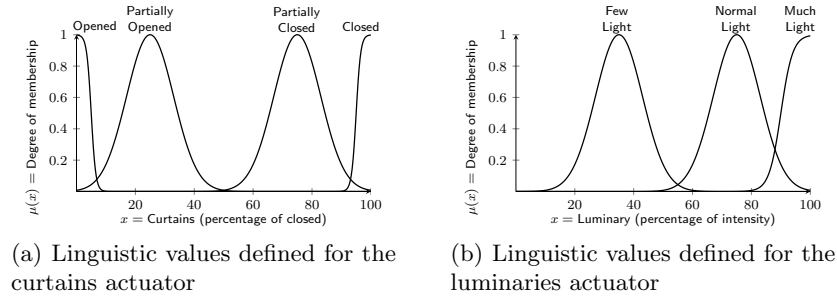 Opened
Partially
Opened
Partially
Closed
Closed
1
0.8
0.6
0.4
0.2
20 40 60 80 100
μ(x) = Degree of membership
x = Curtains (percentage of closed)
(a) Linguistic values defined for the
curtains actuator
Few
Light
Normal
Light
Much
Light
1
0.8
0.6
0.4
0.2
20 40 60 80 100
μ(x) = Degree of membership
x = Luminary (percentage of intensity)
(b) Linguistic values defined for the
luminaries actuator